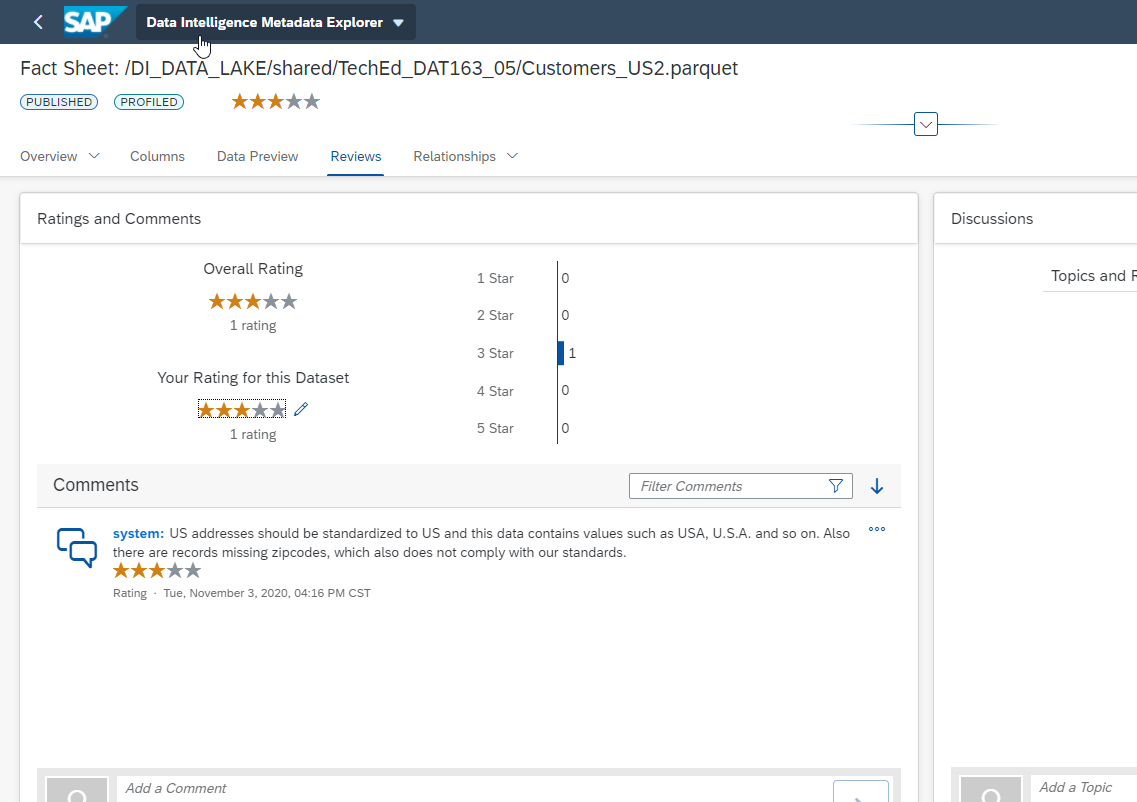 SAP Data Intelligence Metadata Explorer
Fact Sheet: /DI_DATA_LAKE/shared/TechEd_DAT163_05/Customers_US2.parquet
PUBLISHED PROFILED
Overview Columns Data Preview Reviews Relationships
Ratings and Comments
Overall Rating
1 rating
Your Rating for this Dataset
1 rating
1 Star 0
2 Star 0
3 Star 1
4 Star 0
5 Star 0
Comments
Filter Comments
system: US addresses should be standardized to US and this data contains values such as USA, U.S.A. and so on. Also
there are records missing zipcodes, which also does not comply with our standards.
Rating · Tue, November 3, 2020, 04:16 PM CST
Add a Comment
Discussions
Topics and
Add a Topic